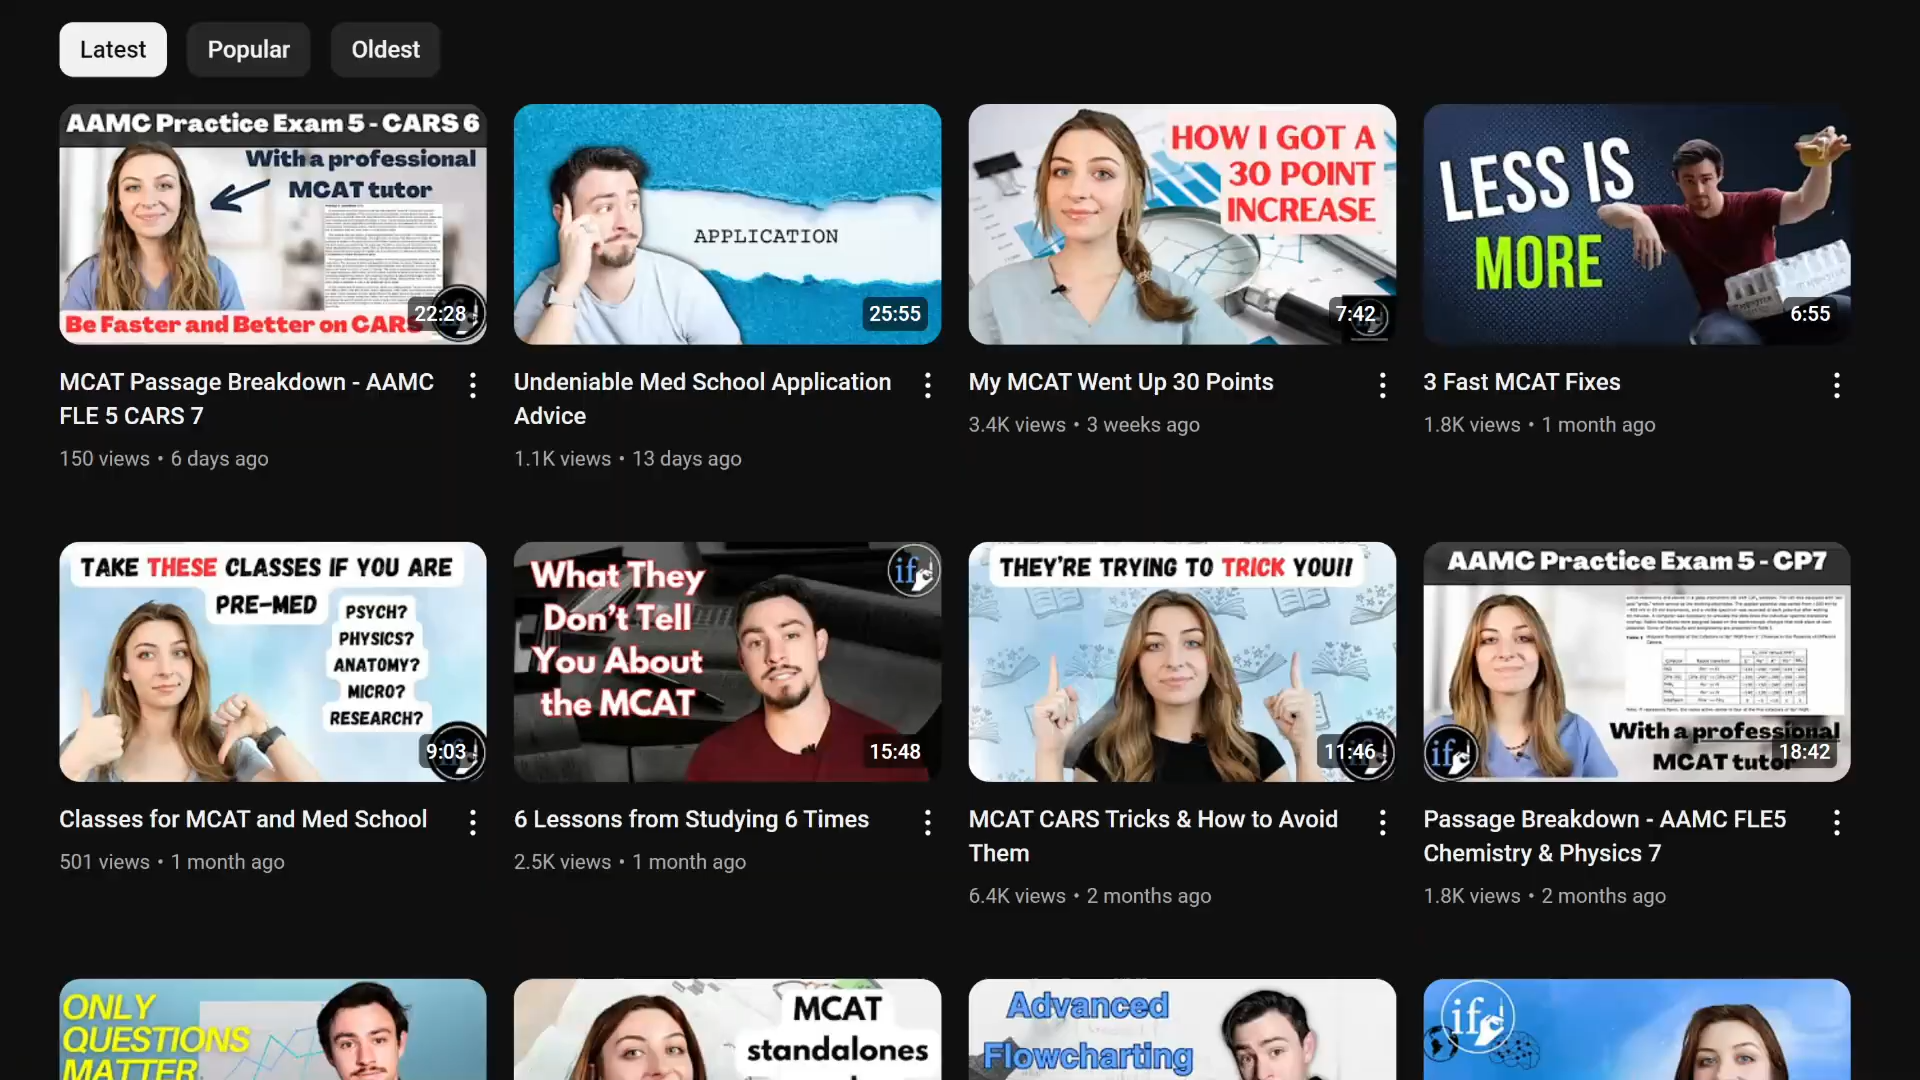 Latest
Popular
Oldest
AAMC Practice Exam 5 - CARS 6
With a professional
MCAT tutor
Be Faster and Better on CARS
22:28
APPLICATION
25:55
HOW I GOT A
30 POINT
INCREASE
7:42
LESS IS
MORE
6:55
MCAT Passage Breakdown - AAMC
FLE 5 CARS 7
150 views • 6 days ago
Undeniable Med School Application
Advice
1.1K views • 13 days ago
My MCAT Went Up 30 Points
3.4K views • 3 weeks ago
3 Fast MCAT Fixes
1.8K views • 1 month ago
TAKE THESE CLASSES IF YOU ARE
PRE-MED
PSYCH?
PHYSICS?
ANATOMY?
MICRO?
RESEARCH?
9:03
What They
Don't Tell
You About
the MCAT
if
15:48
THEY'RE TRYING TO TRICK YOU!!
11:46
AAMC Practice Exam 5 - CP7
With a professional
MCAT tutor
if
18:42
Classes for MCAT and Med School
501 views • 1 month ago
6 Lessons from Studying 6 Times
2.5K views • 1 month ago
MCAT CARS Tricks & How to Avoid
Them
6.4K views • 2 months ago
Passage Breakdown - AAMC FLE5
Chemistry & Physics 7
1.8K views • 2 months ago
ONLY
QUESTIONS
MATTER
MCAT
standalones
Advanced
Flowcharting
if